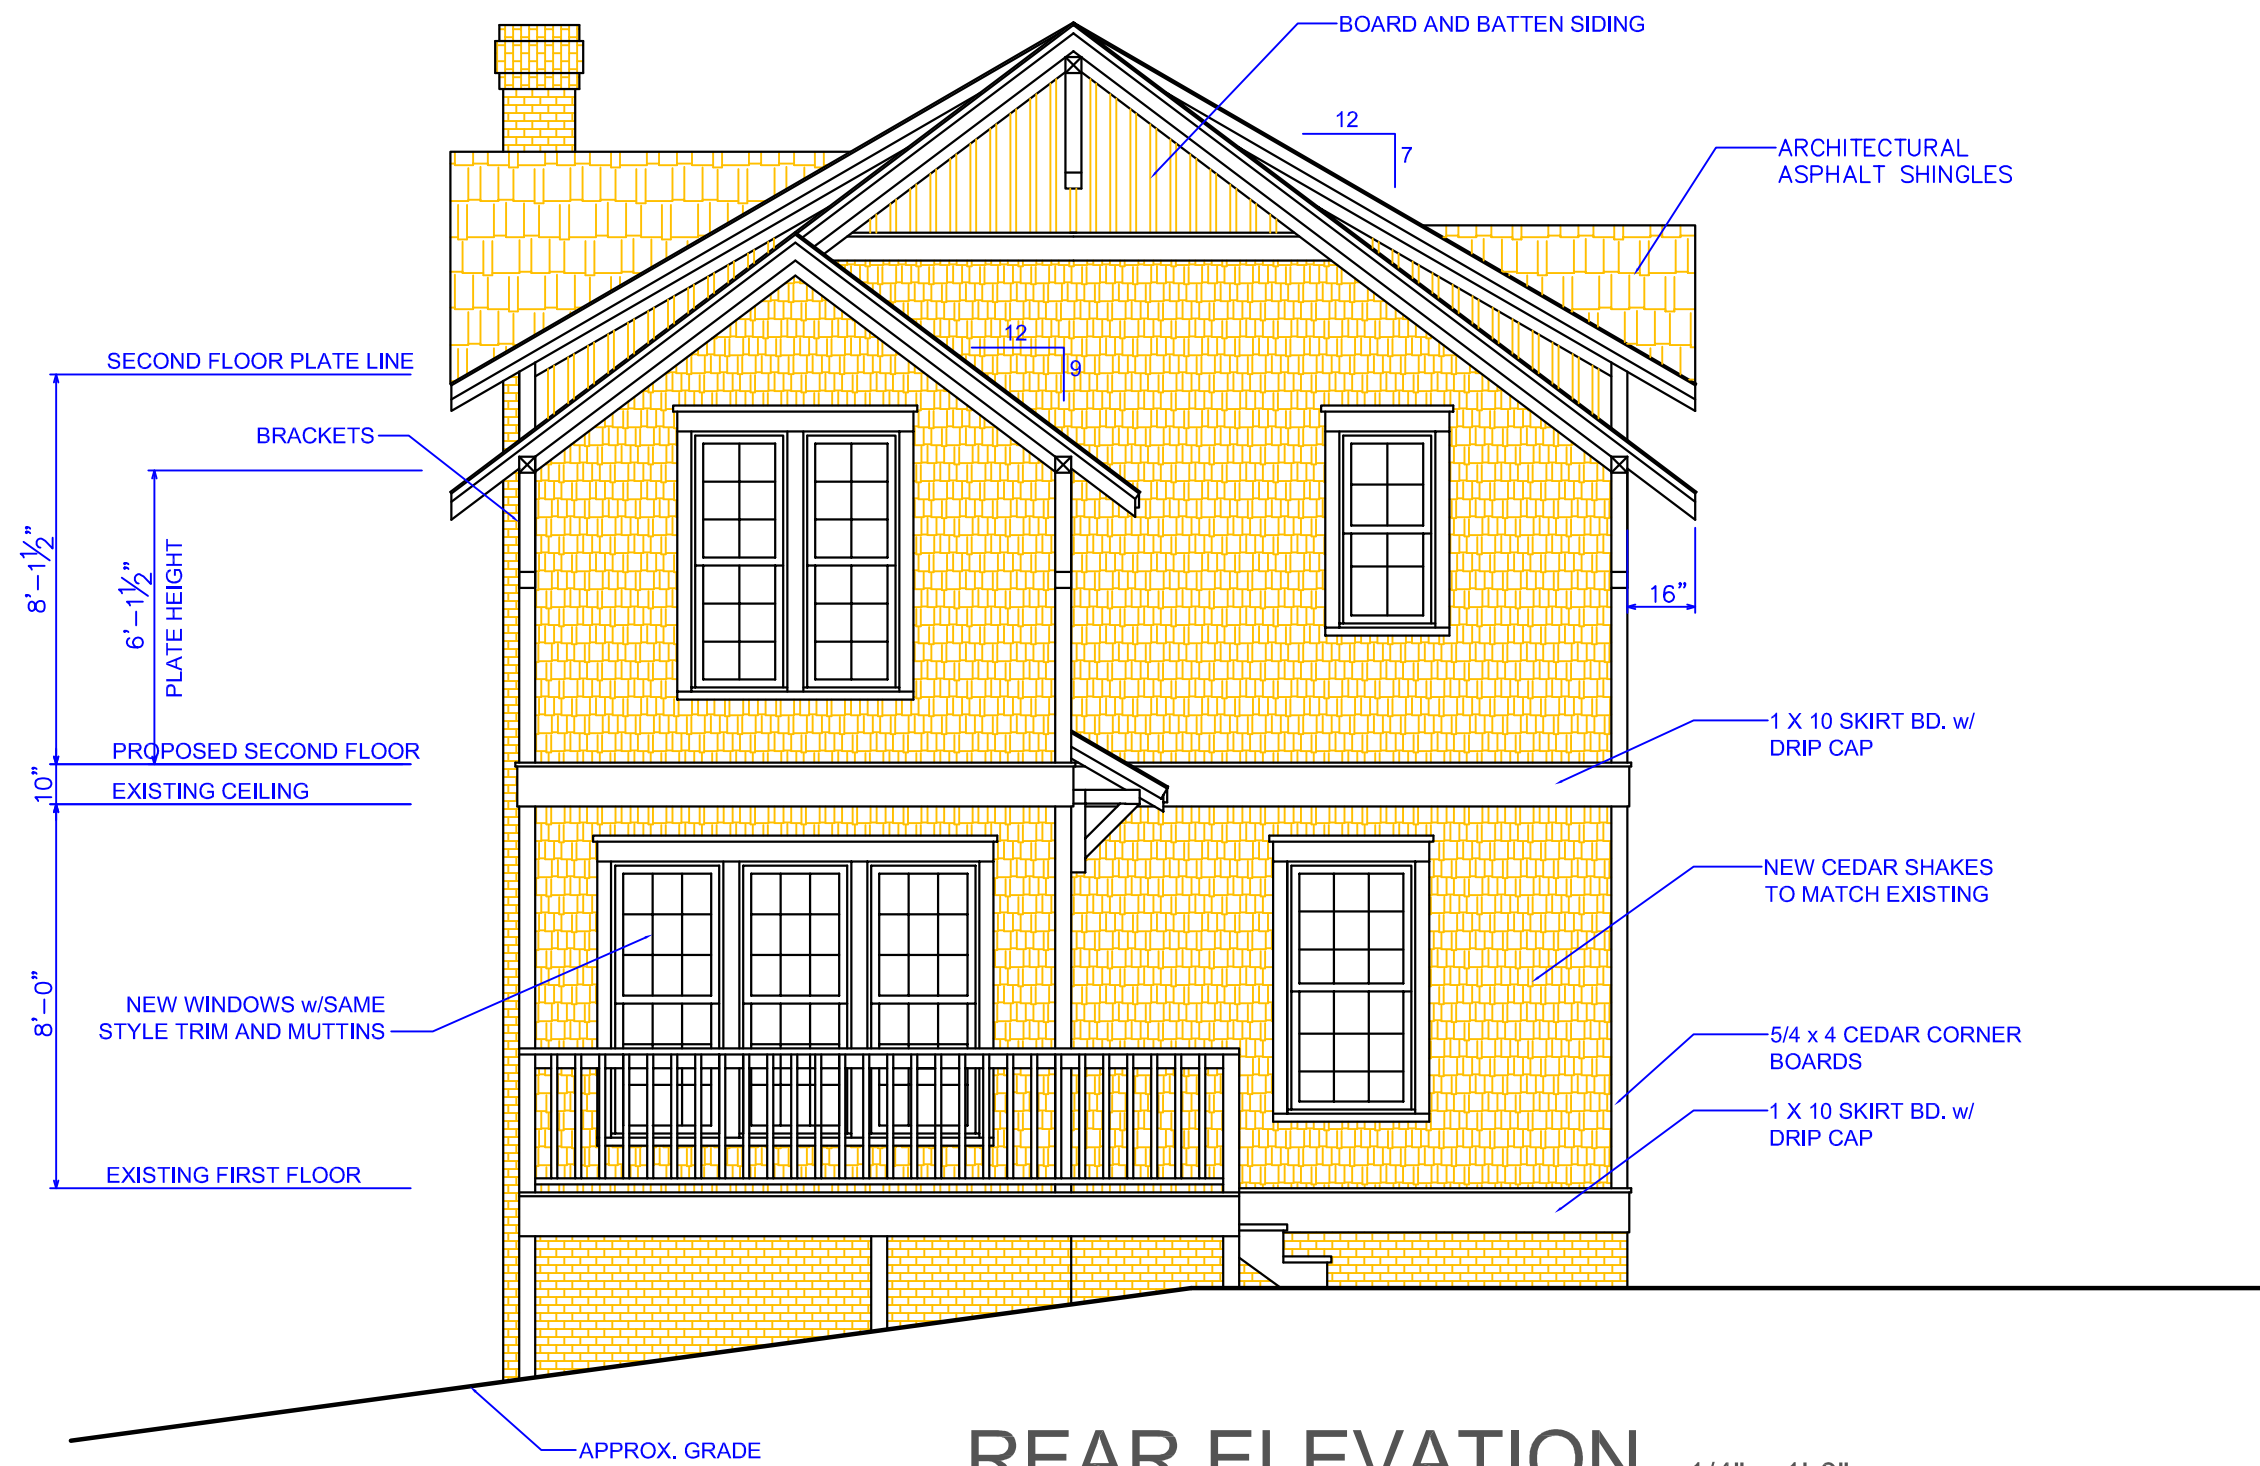 BOARD AND BATTEN SIDING
12
7
ARCHITECTURAL
ASPHALT SHINGLES
12
9
SECOND FLOOR PLATE LINE
BRACKETS
8'-1½"
6'-1½"
PLATE HEIGHT
16"
1 X 10 SKIRT BD. w/
DRIP CAP
PROPOSED SECOND FLOOR
10"
EXISTING CEILING
NEW CEDAR SHAKES
TO MATCH EXISTING
8'-0"
NEW WINDOWS w/SAME
STYLE TRIM AND MUTTINS
5/4 x 4 CEDAR CORNER
BOARDS
1 X 10 SKIRT BD. w/
DRIP CAP
EXISTING FIRST FLOOR
APPROX. GRADE
REAR ELEVATION